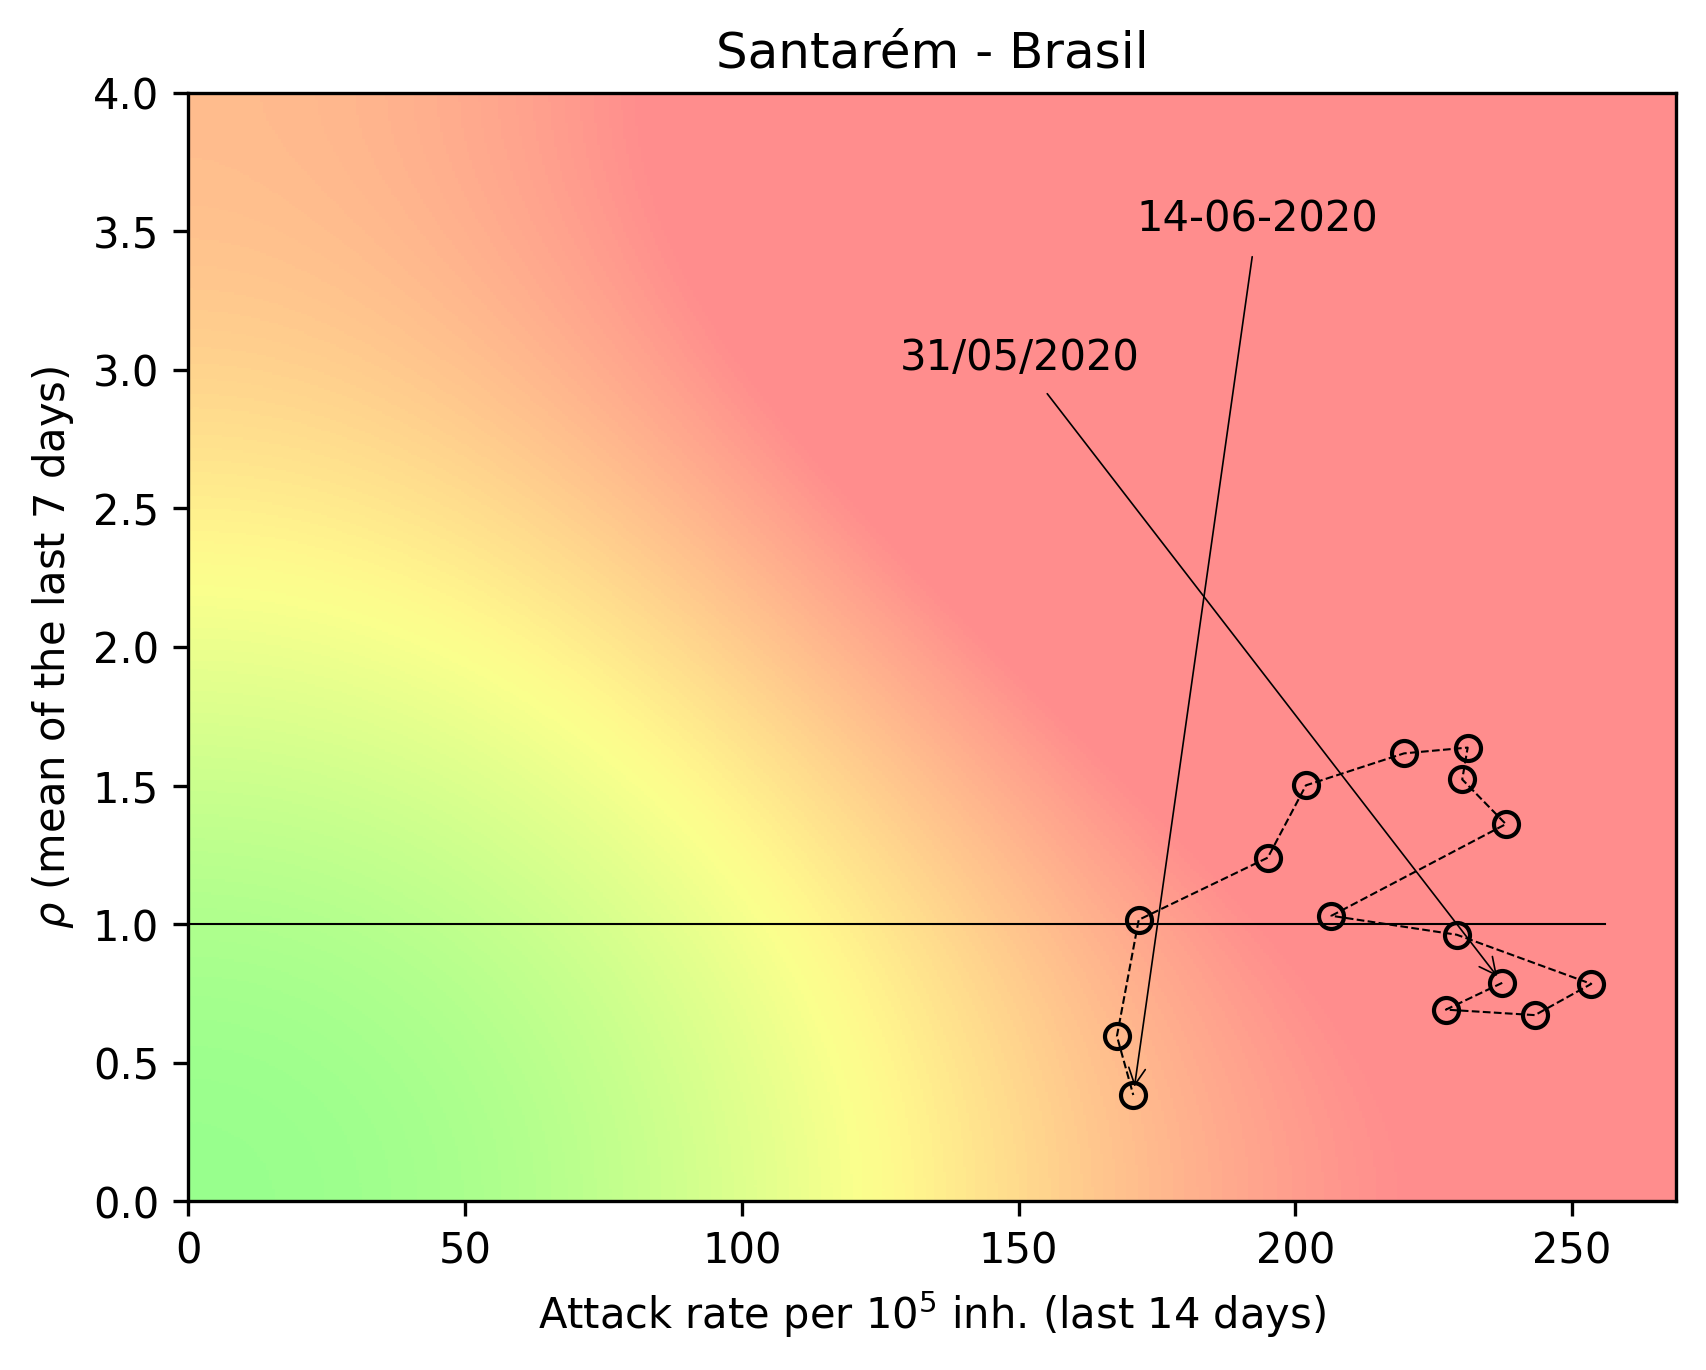 Santarém - Brasil
4.0
3.5
3.0
2.5
2.0
1.5
1.0
0.5
0.0
ρ (mean of the last 7 days)
14-06-2020
31/05/2020
0 50 100 150 200 250
Attack rate per 10⁵ inh. (last 14 days)